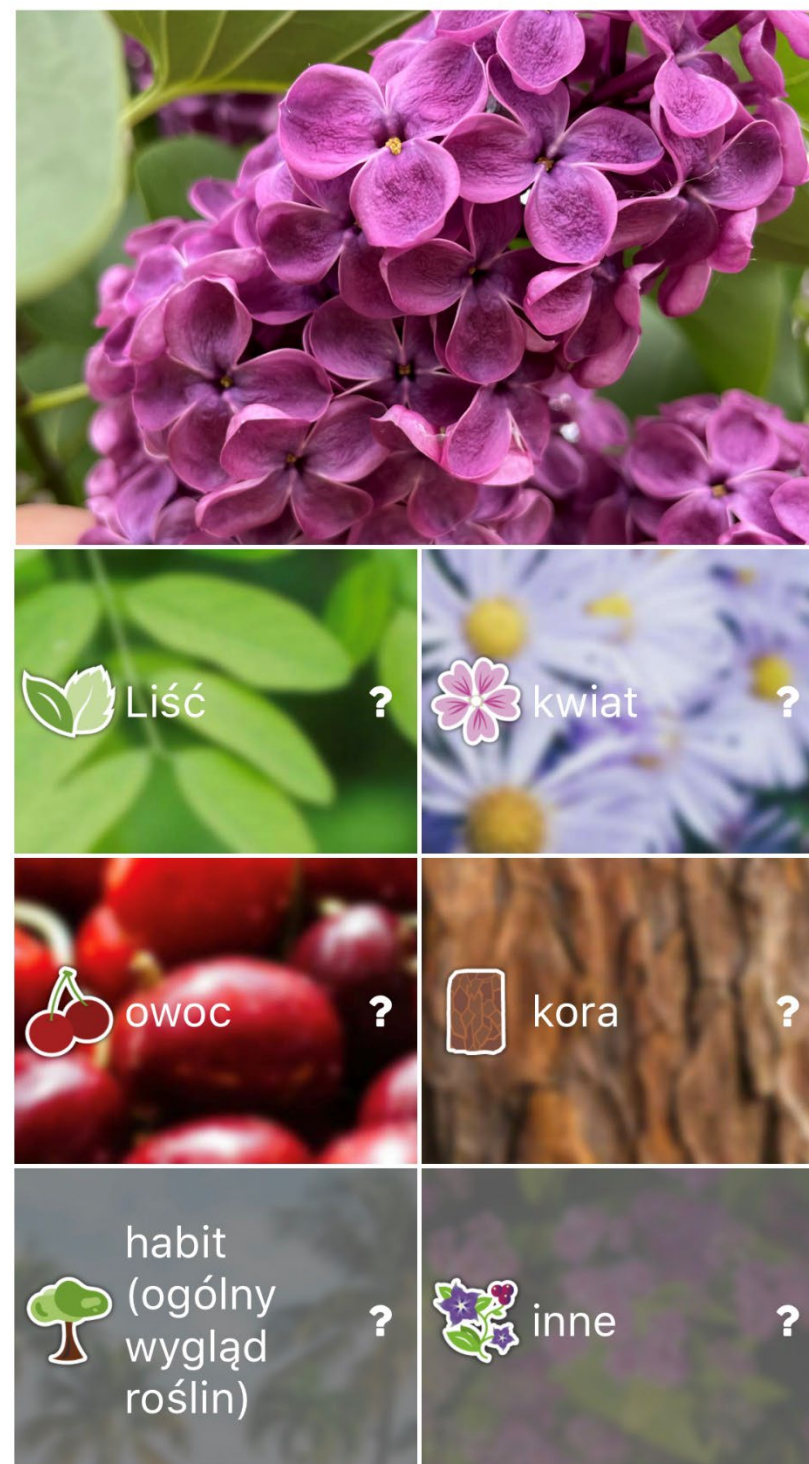 Liść ?
kwiat ?
owoc ?
kora ?
habit
(ogólny
wygląd
roślin) ?
inne ?